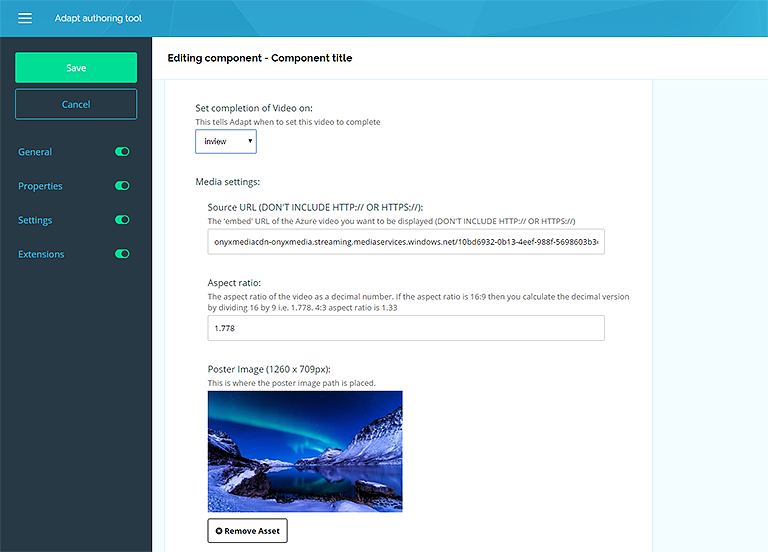 Adapt authoring tool
Save
Cancel
General
Properties
Settings
Extensions
Editing component - Component title
Set completion of Video on:
This tells Adapt when to set this video to complete
inview
Media settings:
Source URL (DON'T INCLUDE HTTP:// OR HTTPS://):
The 'embed' URL of the Azure video you want to be displayed (DON'T INCLUDE HTTP:// OR HTTPS://)
onyxmediacdn-onyxmedia.streaming.mediaservices.windows.net/10bd6932-0b13-4eef-988f-5698603b3
Aspect ratio:
The aspect ratio of the video as a decimal number. If the aspect ratio is 16:9 then you calculate the decimal version
by dividing 16 by 9 i.e. 1.778. 4:3 aspect ratio is 1.33
1.778
Poster Image (1260 x 709px):
This is where the poster image path is placed.
Remove Asset